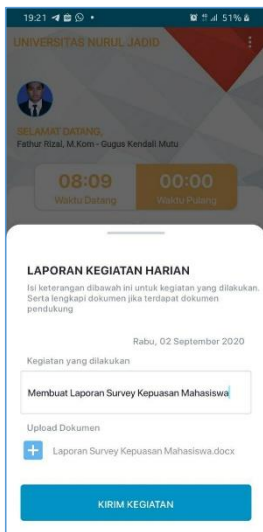 19:21
51%
UNIVERSITAS NURUL JADID
SELAMAT DATANG,
Fathur Rizal, M.Kom - Gugus Kendali Mutu
08:09 00:00
Waktu Datang Waktu Pulang
LAPORAN KEGIATAN HARIAN
Isi keterangan dibawah ini untuk kegiatan yang dilakukan.
Serta lengkapi dokumen jika terdapat dokumen
pendukung
Rabu, 02 September 2020
Kegiatan yang dilakukan
Membuat Laporan Survey Kepuasan Mahasiswa
Upload Dokumen
Laporan Survey Kepuasan Mahasiswa.docx
KIRIM KEGIATAN